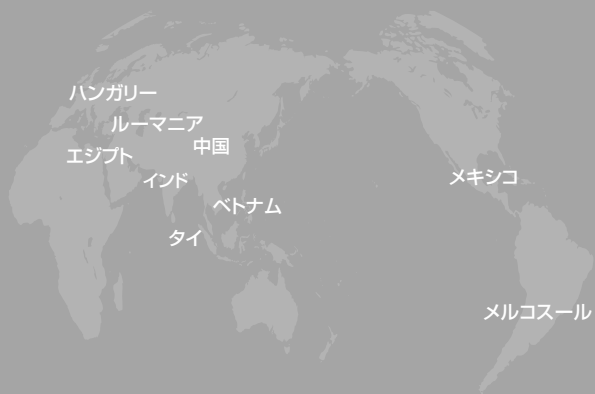 ハンガリー
ルーマニア
中国
エジプト
インド
メキシコ
ベトナム
タイ
メルコスール